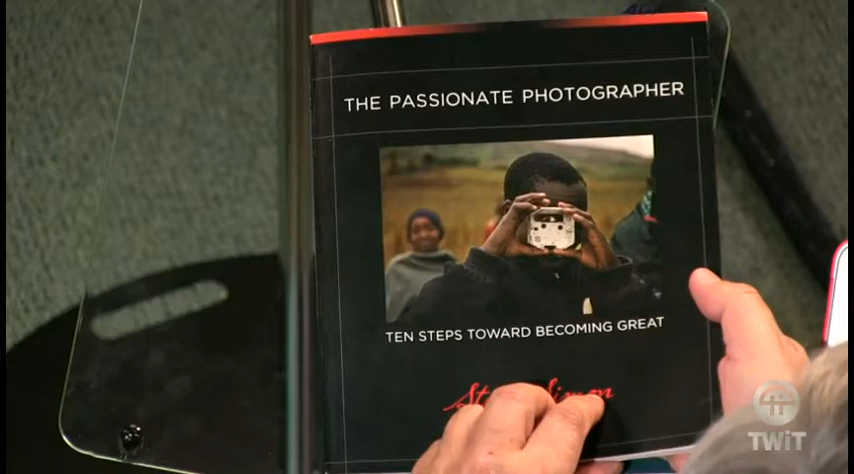 THE PASSIONATE PHOTOGRAPHER
TEN STEPS TOWARD BECOMING GREAT
TWiT